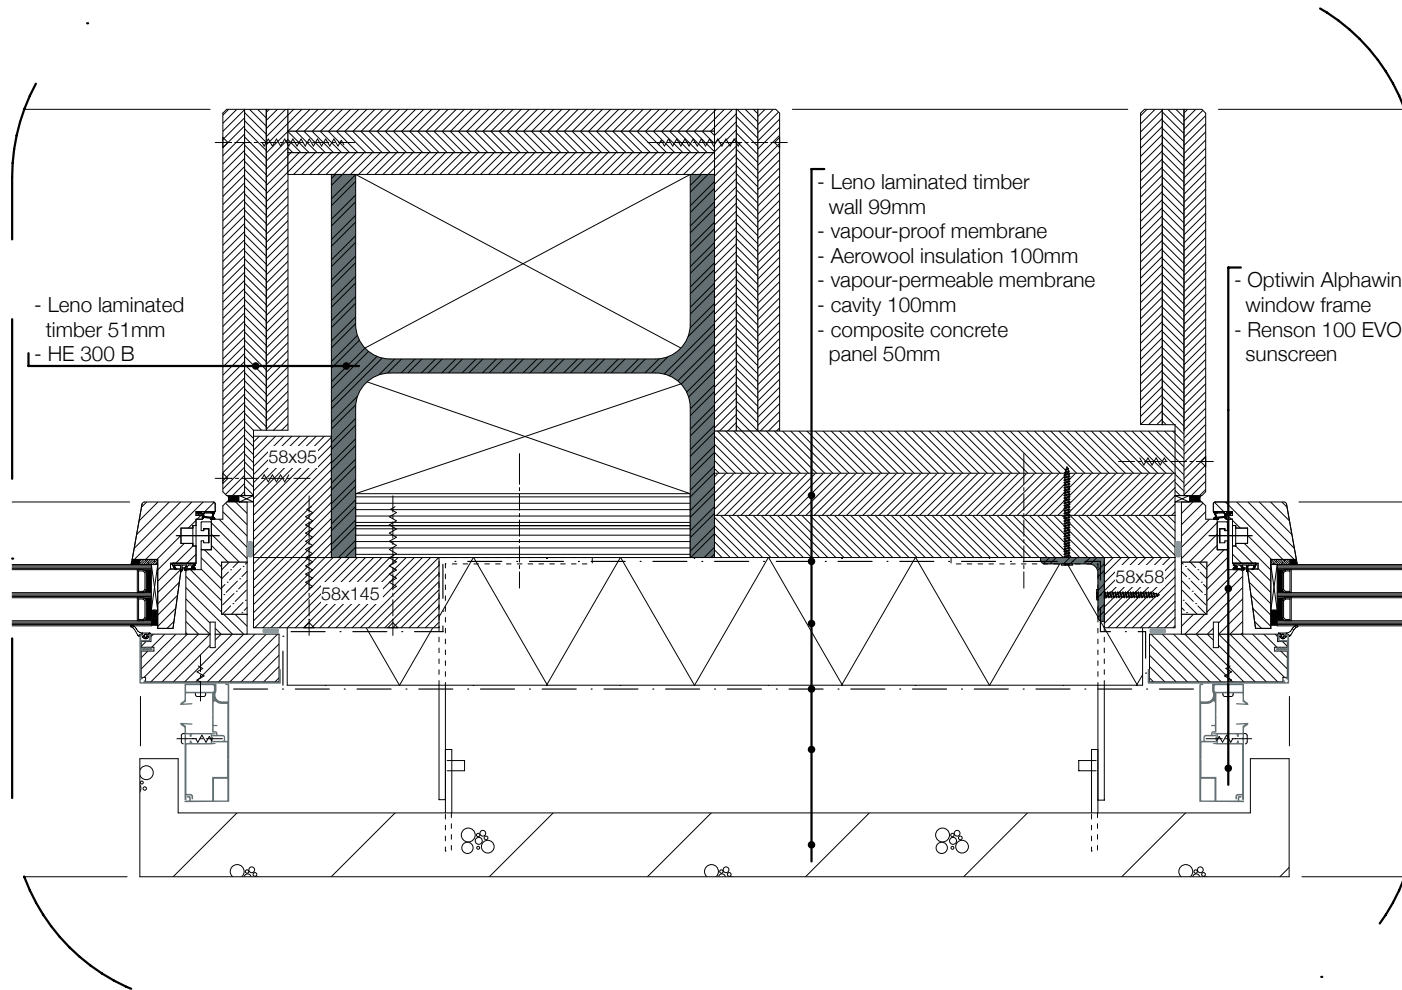 - Leno laminated
timber 51mm
- HE 300 B
- Leno laminated timber
wall 99mm
- vapour-proof membrane
- Aerowool insulation 100mm
- vapour-permeable membrane
- cavity 100mm
- composite concrete
panel 50mm
- Optiwin Alphawin
window frame
- Renson 100 EVO
sunscreen
58x95
58x145
58x58